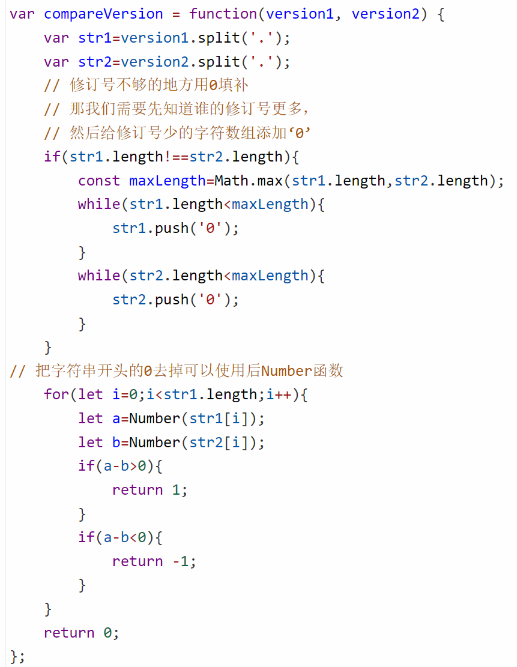 var compareVersion = function(version1, version2) {
    var str1=version1.split('.');
    var str2=version2.split('.');
    // 修订号不够的地方用0填补
    // 那我们需要先知道谁的修订号更多，
    // 然后给修订号少的字符数组添加‘0’
    if(str1.length!==str2.length){
        const maxLength=Math.max(str1.length,str2.length);
        while(str1.length<maxLength){
            str1.push('0');
        }
        while(str2.length<maxLength){
            str2.push('0');
        }
    }
// 把字符串开头的0去掉可以使用后Number函数
    for(let i=0;i<str1.length;i++){
        let a=Number(str1[i]);
        let b=Number(str2[i]);
        if(a-b>0){
            return 1;
        }
        if(a-b<0){
            return -1;
        }
    }
    return 0;
};